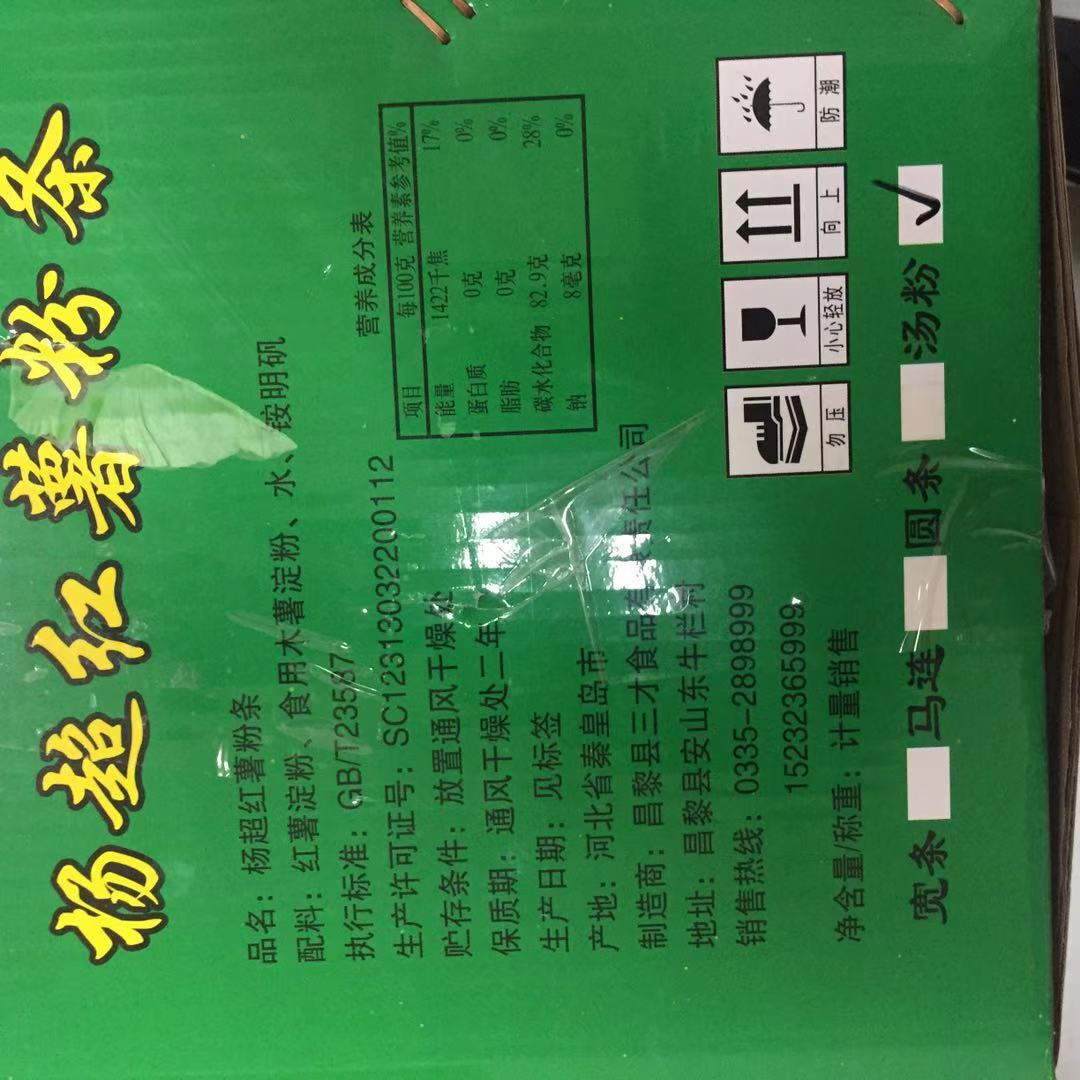 杨超红薯粉条
品名：杨超红薯粉条
配料：红薯淀粉、食用木薯淀粉、水、铵明矾
执行标准：GB/T23587
生产许可证号：SC12313032200112
贮存条件：放置通风干燥处
保质期：通风干燥处二年
生产日期：见标签
产地：河北省秦皇岛市
制造商：昌黎县三才食品有限责任公司
地址：昌黎县安山东牛栏村
销售热线：0335-2898999
15232365999
净含量/称重：计量销售
营养成分表
项目 每100克 营养素参考值%
能量 1422千焦 17%
蛋白质 0克 0%
脂肪 0克 0%
碳水化合物 82.9克 28%
钠 8毫克 0%
勿压 小心轻放 向上 防潮
宽条 马连 圆条 汤粉 ✓